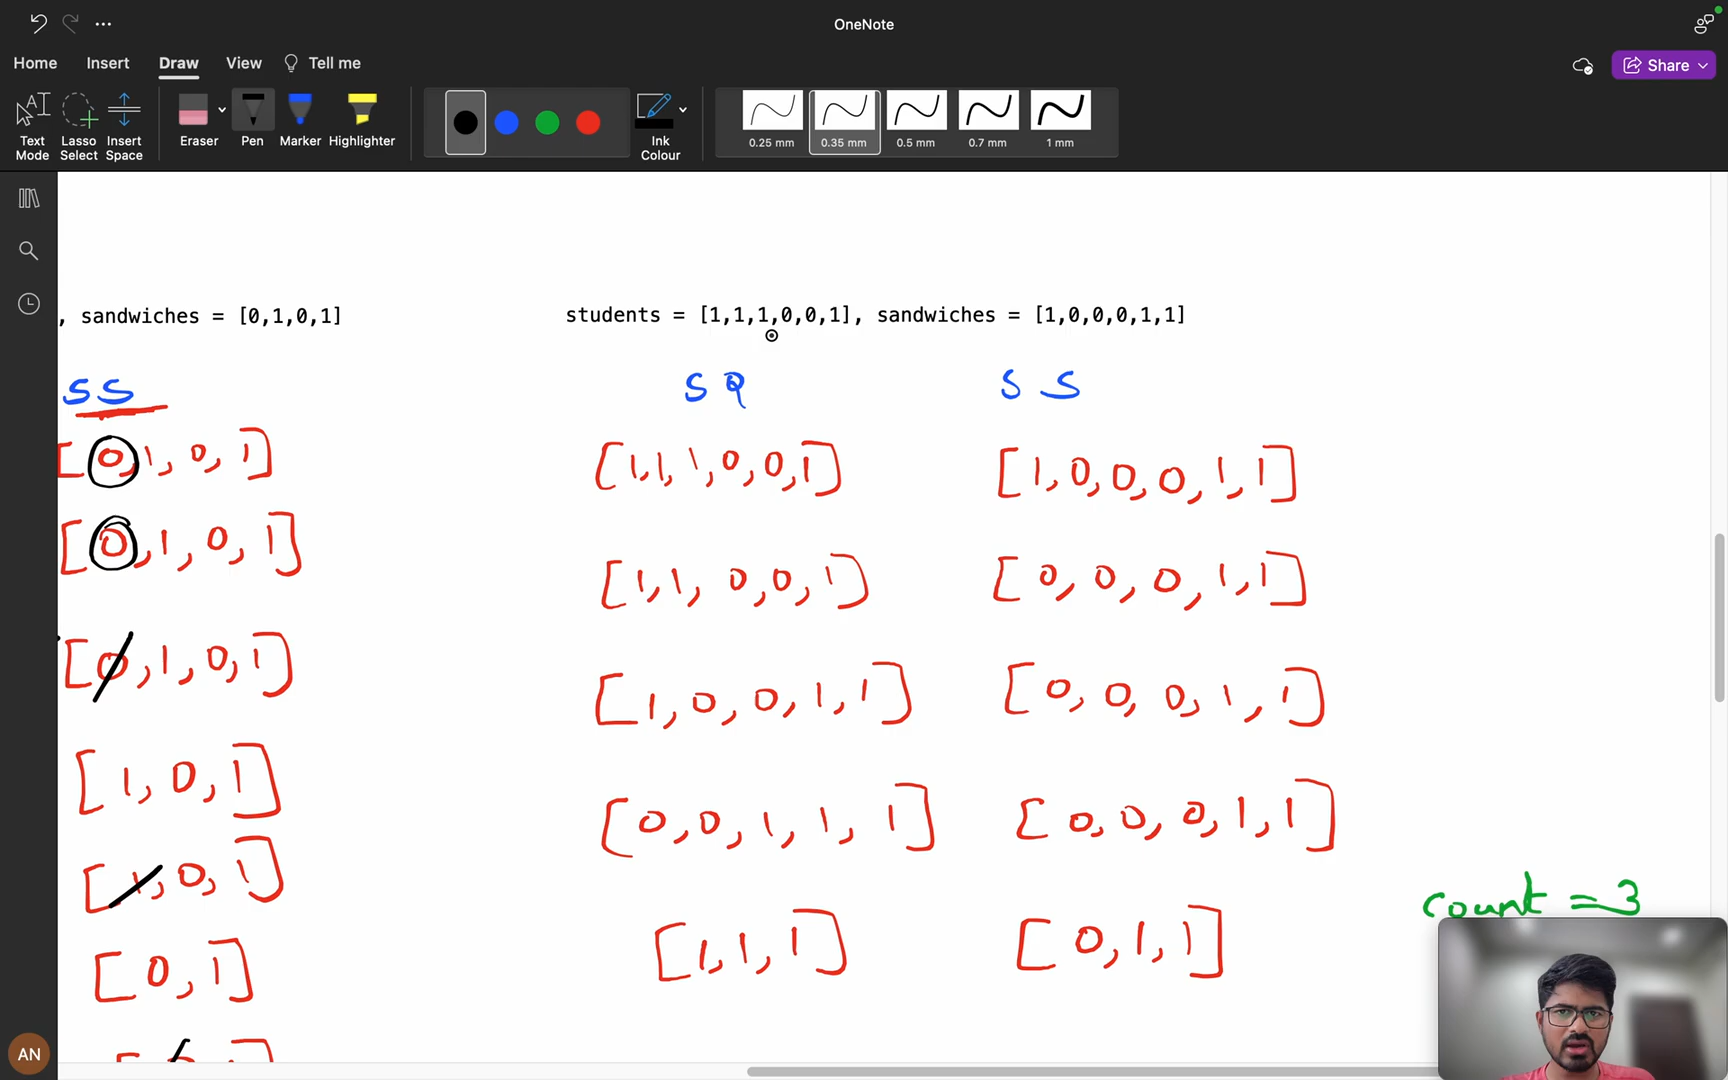 OneNote
Home Insert Draw View Tell me
Share
Text Mode
Lasso Select
Insert Space
Eraser
Pen
Marker
Highlighter
Ink Colour
0.25 mm
0.35 mm
0.5 mm
0.7 mm
1 mm
, sandwiches = [0,1,0,1]
students = [1,1,1,0,0,1], sandwiches = [1,0,0,0,1,1]
SS
[0,1,0,1]
[0,1,0,1]
[0,1,0,1]
[1,0,1]
[1,0,1]
[0,1]
S Q
S S
[1,1,1,0,0,1]
[1,0,0,0,1,1]
[1,1,0,0,1]
[0,0,0,1,1]
[1,0,0,1,1]
[0,0,0,1,1]
[0,0,1,1,1]
[0,0,0,1,1]
[1,1,1]
[0,1,1]
count = 3
AN